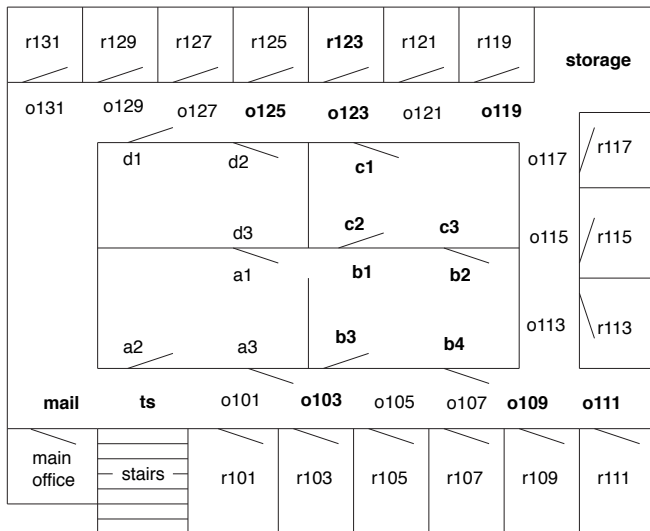 r131 r129 r127 r125 r123 r121 r119
storage
o131 o129 o127 o125 o123 o121 o119
d1 d2 c1 o117 r117
d3 c2 c3 o115 r115
a1 b1 b2
a2 a3 b3 b4 o113 r113
mail ts o101 o103 o105 o107 o109 o111
main
office
stairs r101 r103 r105 r107 r109 r111